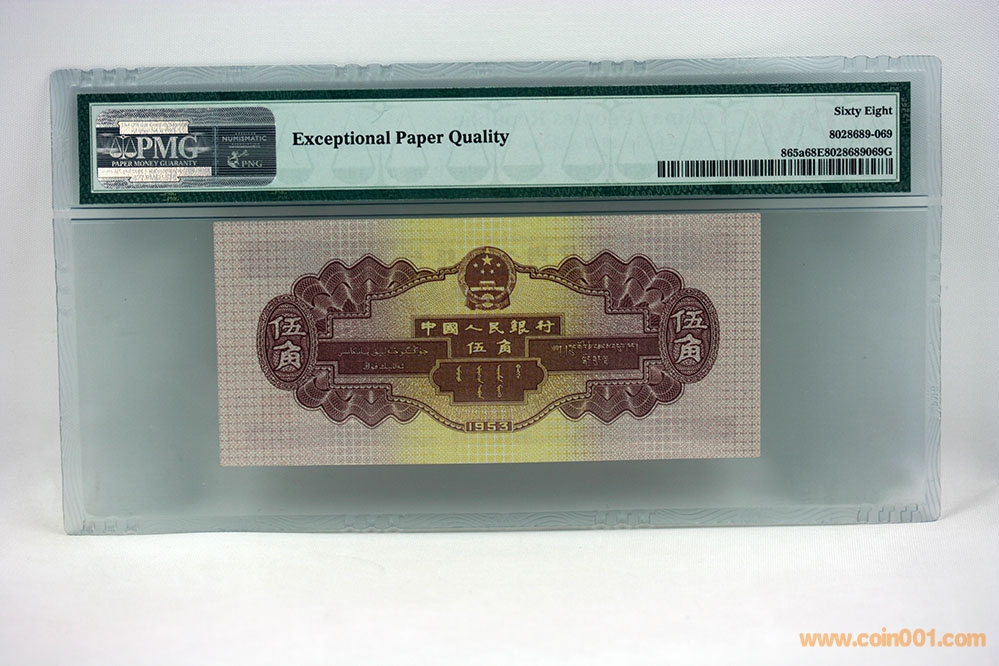 PMG
PAPER MONEY GUARANTY
NUMISMATIC
PNG
Exceptional Paper Quality
Sixty Eight
8028689-069
865a68E8028689069G
中國人民銀行
伍角
伍角
伍角
1953
www.coin001.com